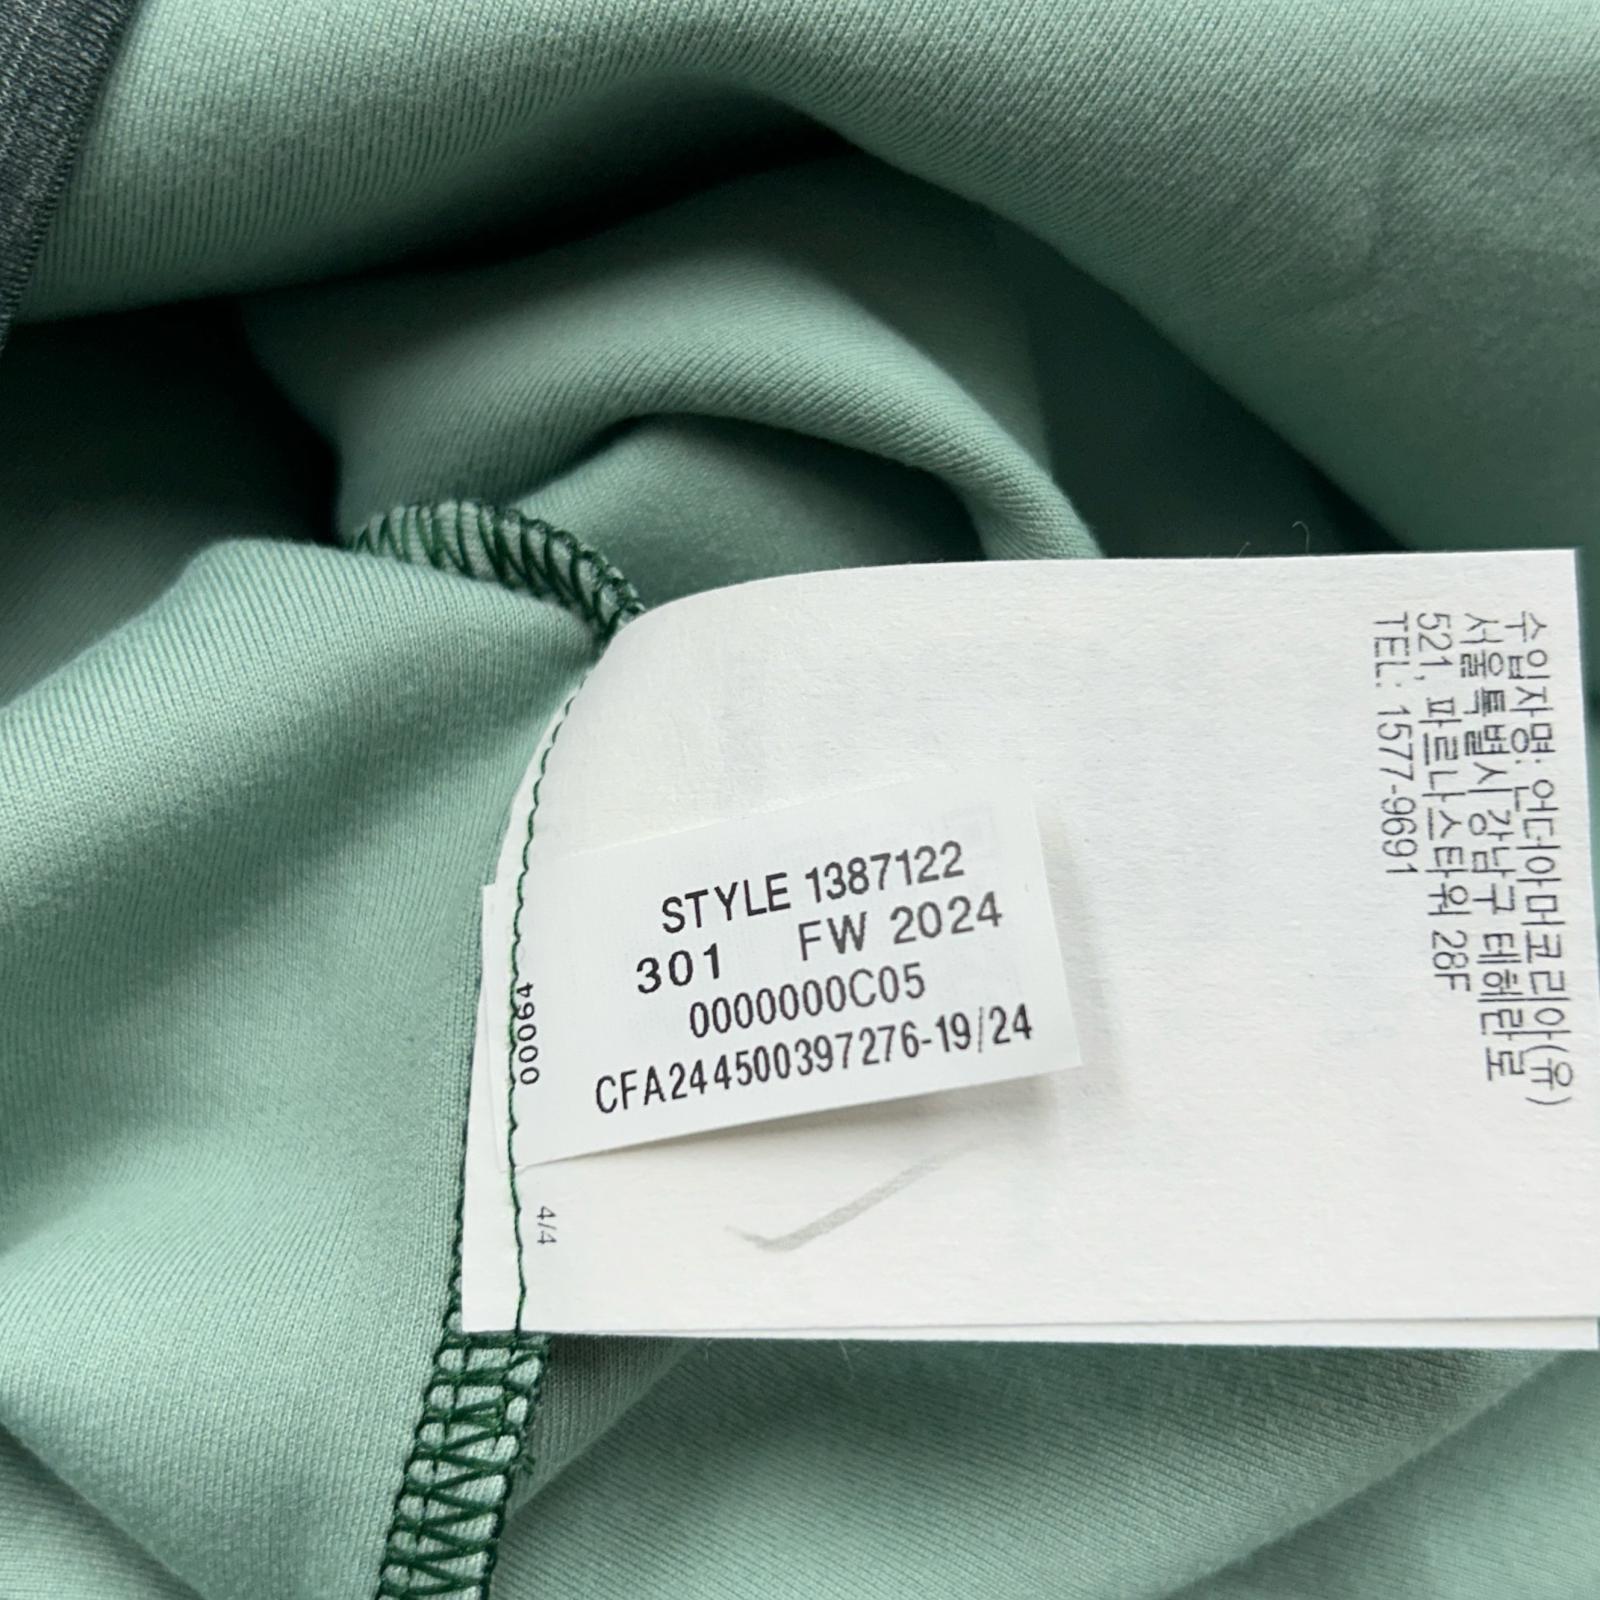 STYLE 1387122
301 FW 2024
0000000C05
CFA244500397276-19/24
00064
4/4
수입자명: 언더아머코리아(유)
서울특별시 강남구 테헤란로
521, 파르나스타워 28F
TEL: 1577-9691